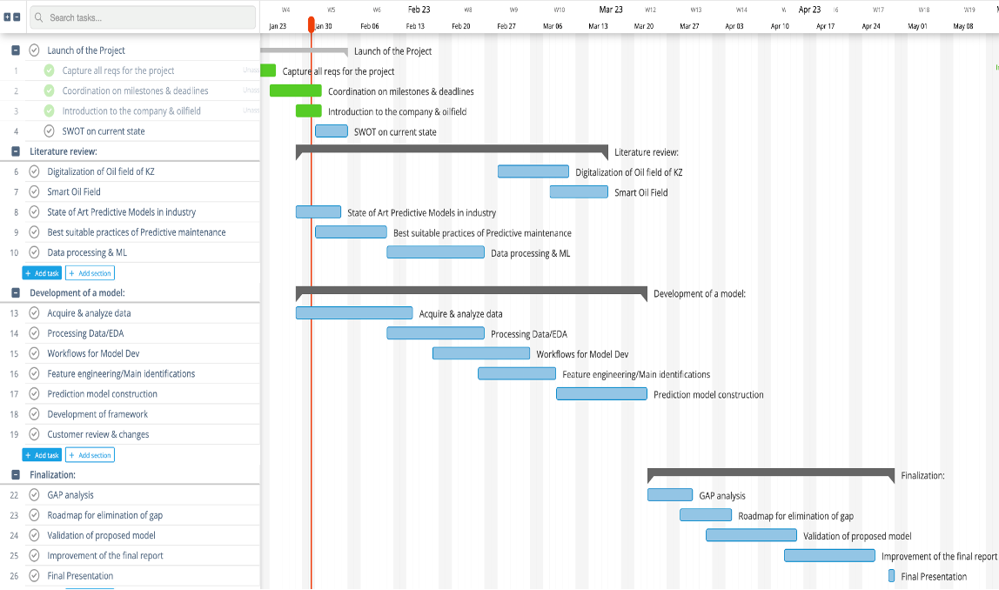 W4 W5 W6 Feb 23 W8 W9 W10 Mar 23 W12 W13 W14 Apr 23 W17 W18 W19
Search tasks...
Jan 23 Jan 30 Feb 06 Feb 13 Feb 20 Feb 27 Mar 06 Mar 13 Mar 20 Mar 27 Apr 03 Apr 10 Apr 17 Apr 24 May 01 May 08
Launch of the Project Launch of the Project
1 Capture all reqs for the project Capture all reqs for the project
2 Coordination on milestones & deadlines Coordination on milestones & deadlines
3 Introduction to the company & oilfield Introduction to the company & oilfield
4 SWOT on current state SWOT on current state
Literature review: Literature review:
6 Digitalization of Oil field of KZ Digitalization of Oil field of KZ
7 Smart Oil Field Smart Oil Field
8 State of Art Predictive Models in industry State of Art Predictive Models in industry
9 Best suitable practices of Predictive maintenance Best suitable practices of Predictive maintenance
10 Data processing & ML Data processing & ML
+ Add task + Add section
Development of a model: Development of a model:
13 Acquire & analyze data Acquire & analyze data
14 Processing Data/EDA Processing Data/EDA
15 Workflows for Model Dev Workflows for Model Dev
16 Feature engineering/Main identifications Feature engineering/Main identifications
17 Prediction model construction Prediction model construction
18 Development of framework
19 Customer review & changes
+ Add task + Add section
Finalization: Finalization:
22 GAP analysis GAP analysis
23 Roadmap for elimination of gap Roadmap for elimination of gap
24 Validation of proposed model Validation of proposed model
25 Improvement of the final report Improvement of the final report
26 Final Presentation Final Presentation